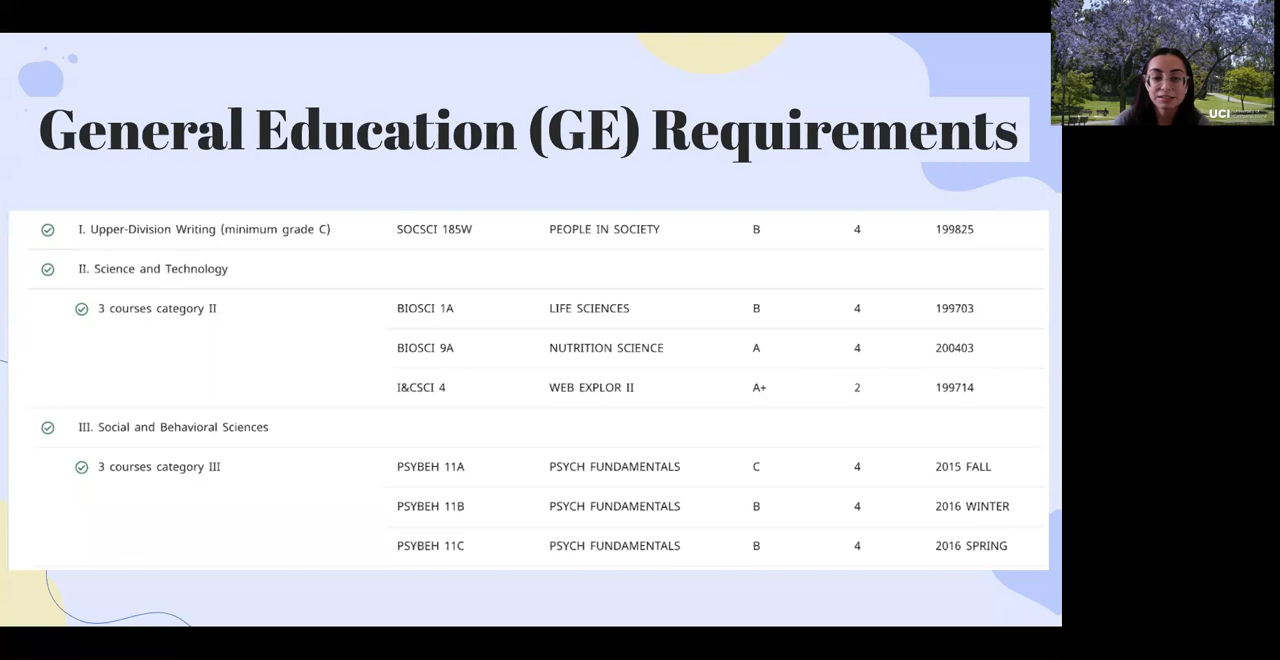 General Education (GE) Requirements
I. Upper-Division Writing (minimum grade C) SOCSCI 185W PEOPLE IN SOCIETY B 4 199825
II. Science and Technology
3 courses category II BIOSCI 1A LIFE SCIENCES B 4 199703
BIOSCI 9A NUTRITION SCIENCE A 4 200403
I&CSCI 4 WEB EXPLOR II A+ 2 199714
III. Social and Behavioral Sciences
3 courses category III PSYBEH 11A PSYCH FUNDAMENTALS C 4 2015 FALL
PSYBEH 11B PSYCH FUNDAMENTALS B 4 2016 WINTER
PSYBEH 11C PSYCH FUNDAMENTALS B 4 2016 SPRING
UCI